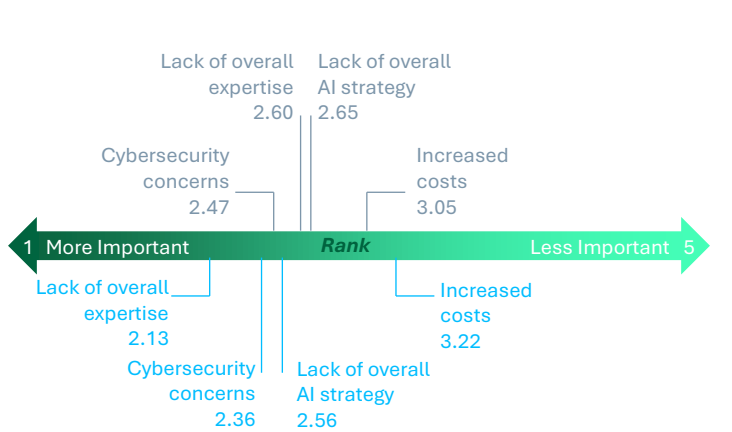 Lack of overall
expertise
2.60
Lack of overall
AI strategy
2.65
Cybersecurity
concerns
2.47
Increased
costs
3.05
1 More Important
Rank
Less Important 5
Lack of overall
expertise
2.13
Increased
costs
3.22
Cybersecurity
concerns
2.36
Lack of overall
AI strategy
2.56